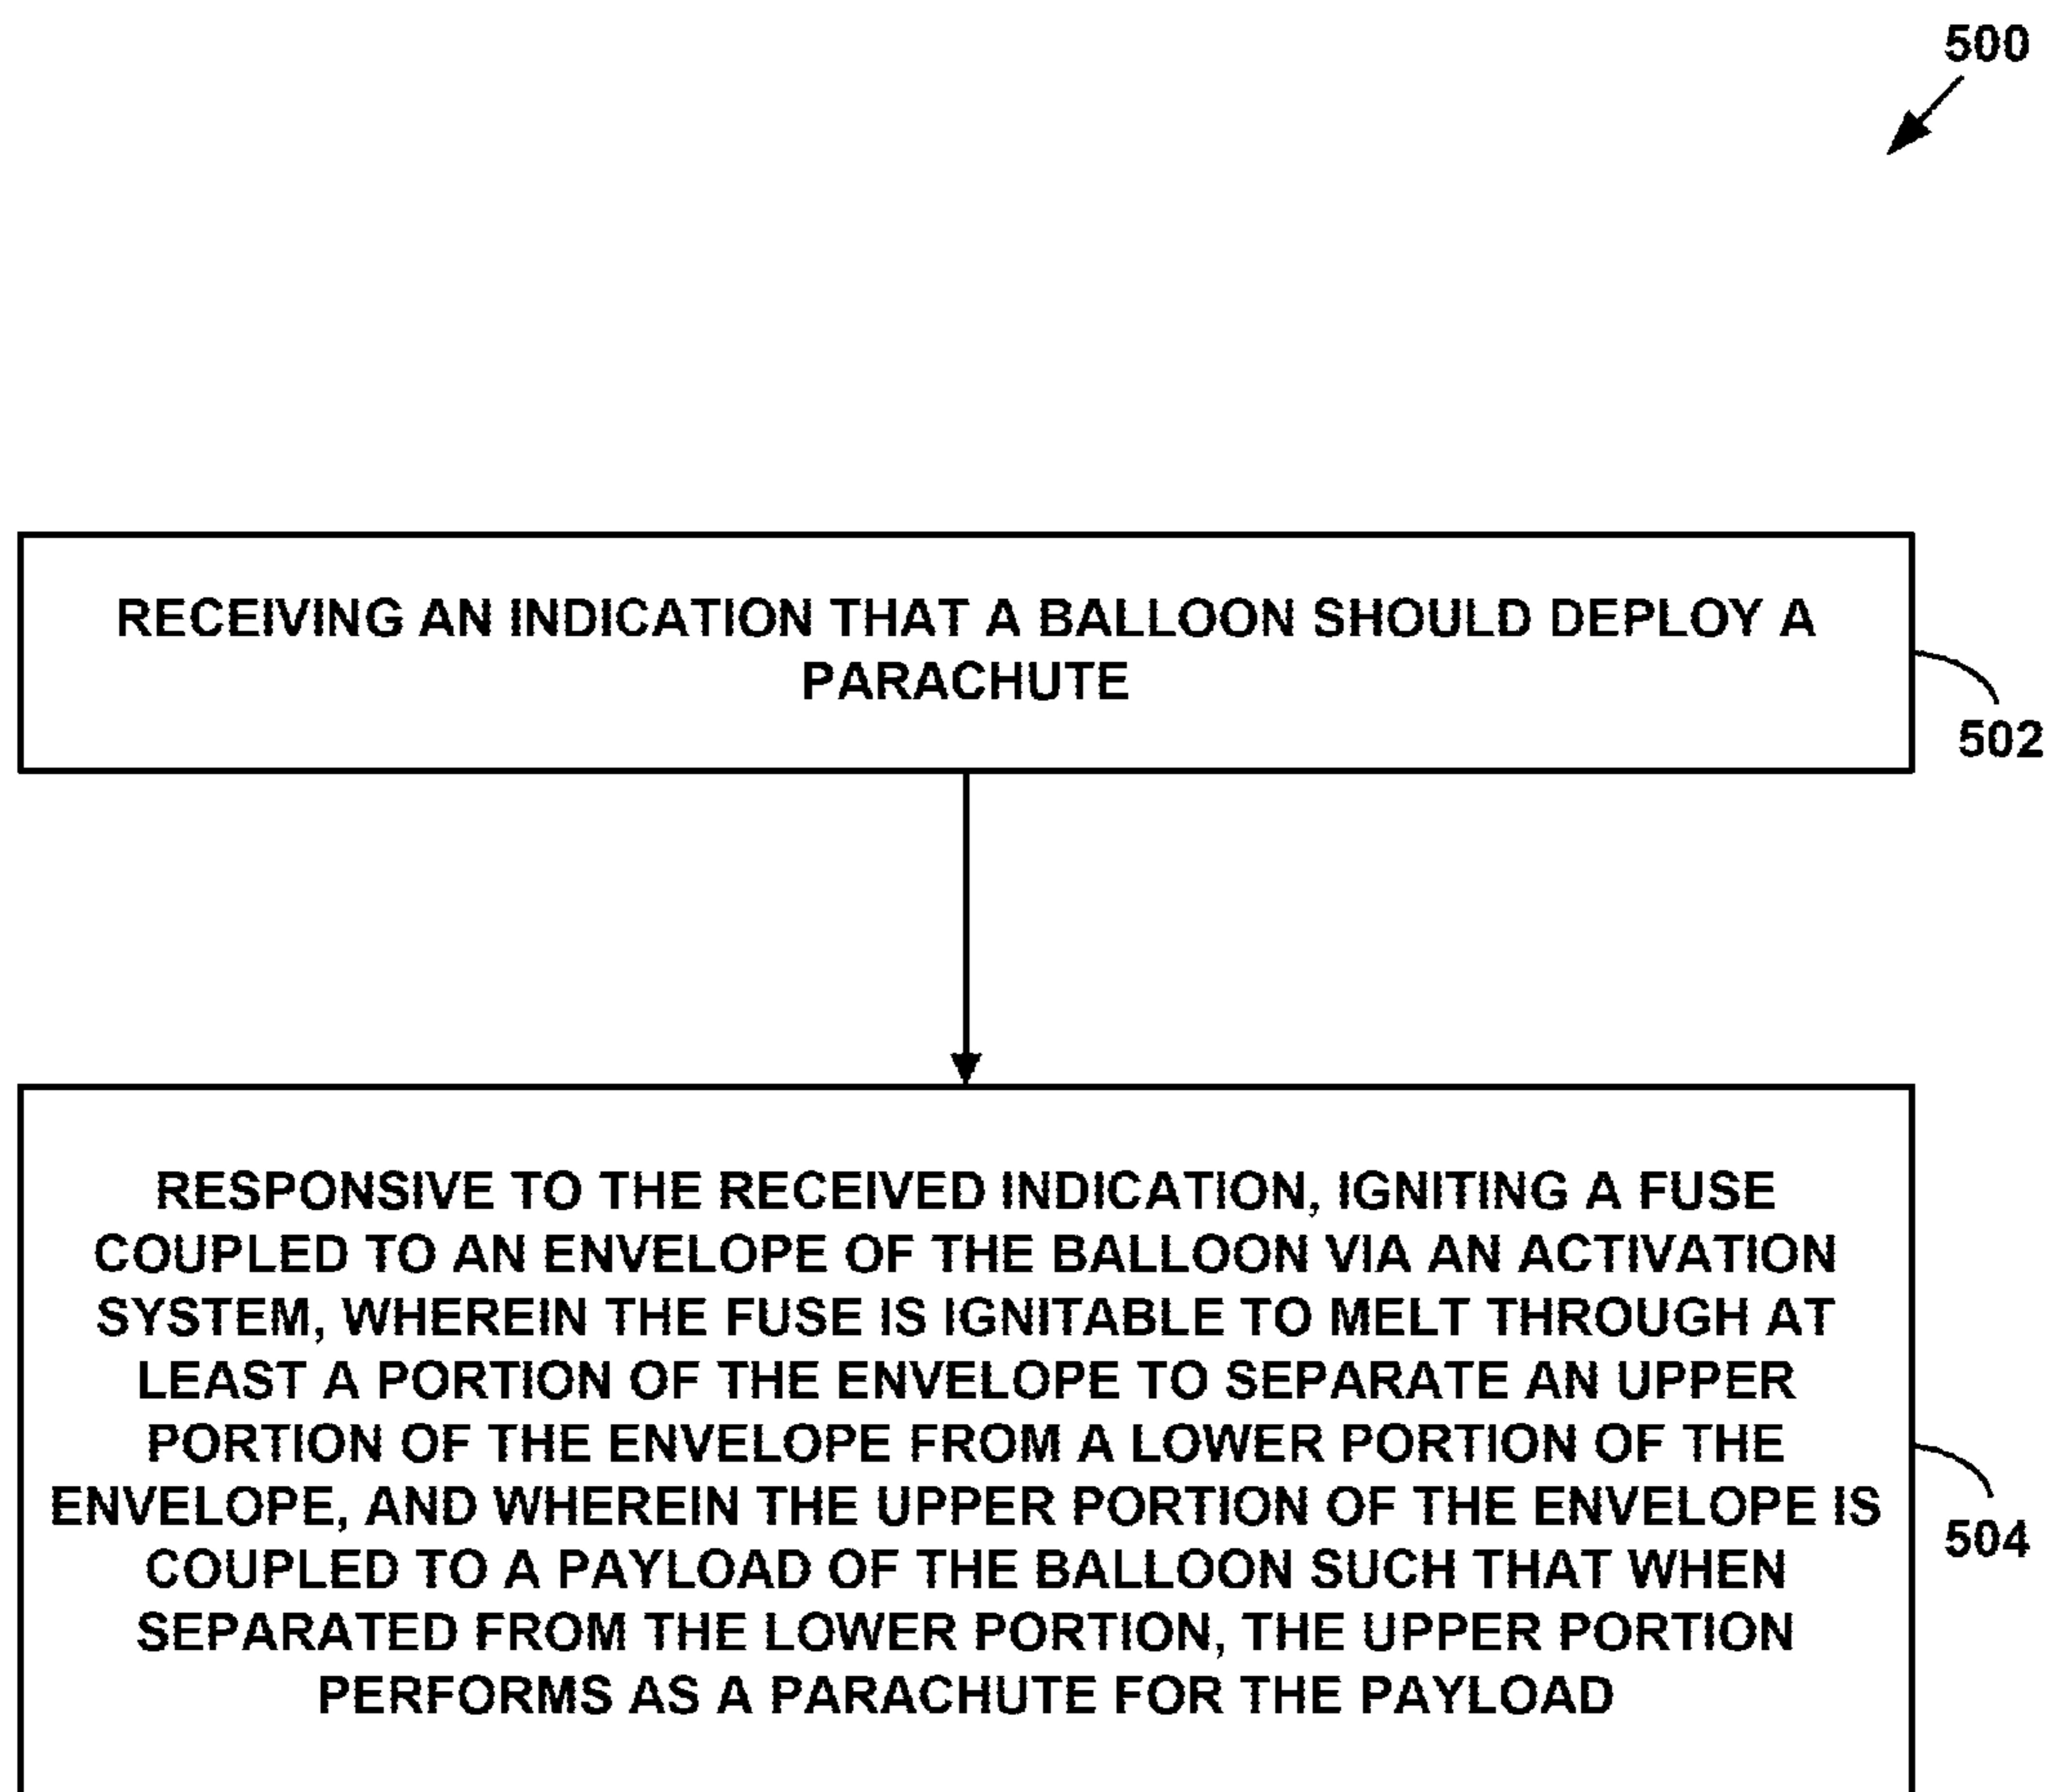 500
RECEIVING AN INDICATION THAT A BALLOON SHOULD DEPLOY A
PARACHUTE
502
RESPONSIVE TO THE RECEIVED INDICATION, IGNITING A FUSE
COUPLED TO AN ENVELOPE OF THE BALLOON VIA AN ACTIVATION
SYSTEM, WHEREIN THE FUSE IS IGNITABLE TO MELT THROUGH AT
LEAST A PORTION OF THE ENVELOPE TO SEPARATE AN UPPER
PORTION OF THE ENVELOPE FROM A LOWER PORTION OF THE
ENVELOPE, AND WHEREIN THE UPPER PORTION OF THE ENVELOPE IS
COUPLED TO A PAYLOAD OF THE BALLOON SUCH THAT WHEN
SEPARATED FROM THE LOWER PORTION, THE UPPER PORTION
PERFORMS AS A PARACHUTE FOR THE PAYLOAD
504